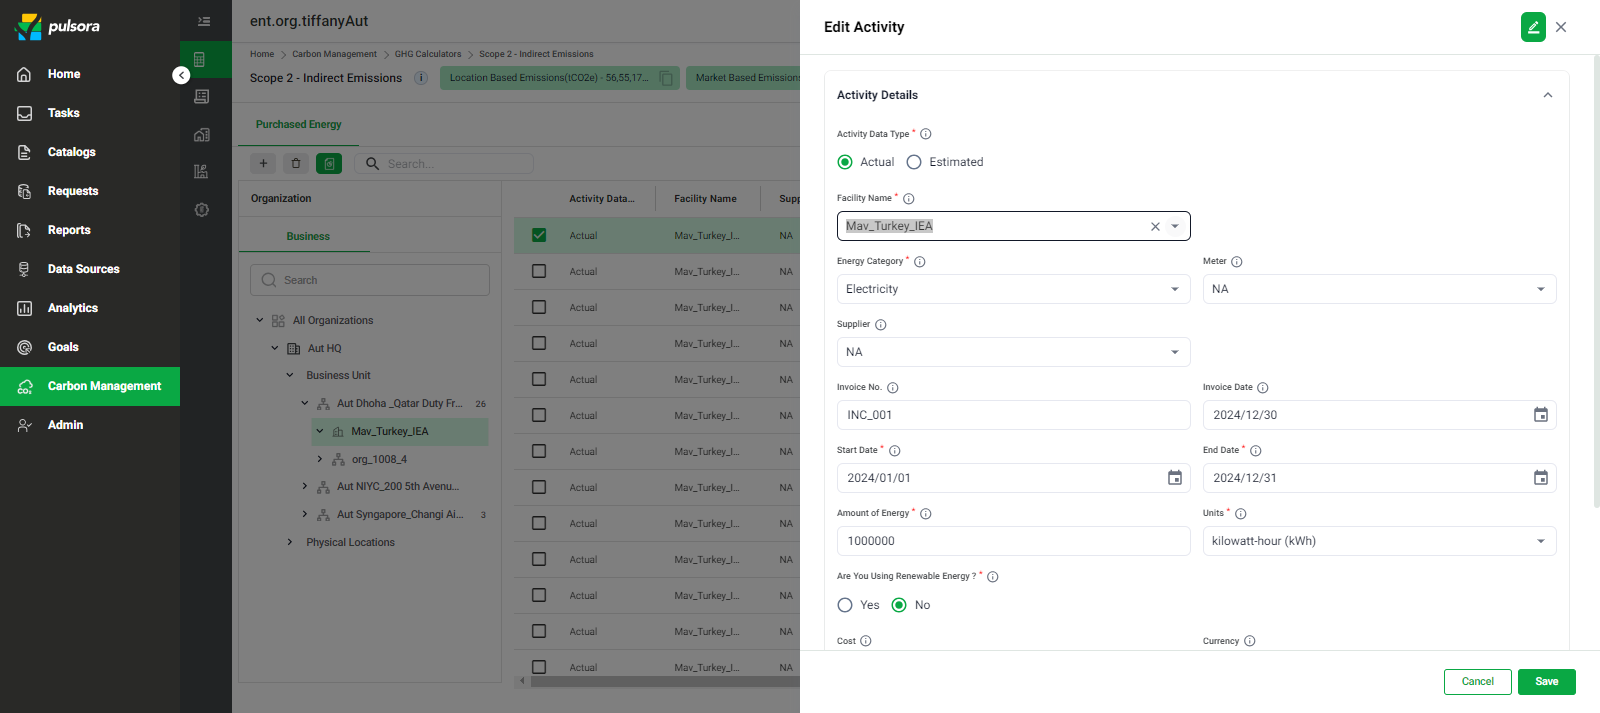 pulsora
Home
Tasks
Catalogs
Requests
Reports
Data Sources
Analytics
Goals
Carbon Management
Admin
ent.org.tiffanyAut
Home > Carbon Management > GHG Calculators > Scope 2 - Indirect Emissions
Scope 2 - Indirect Emissions
Location Based Emissions(tCO2e) - 56,55,17...
Market Based Emissions
Purchased Energy
Search...
Organization
Business
Search
All Organizations
Aut HQ
Business Unit
Aut Dhoha _Qatar Duty Fr... 26
Mav_Turkey_IEA
org_1008_4
Aut NIYC_200 5th Avenu...
Aut Syngapore_Changi Ai... 3
Physical Locations
Activity Data... Facility Name Supp
Actual Mav_Turkey_I... NA
Actual Mav_Turkey_I... NA
Actual Mav_Turkey_I... NA
Actual Mav_Turkey_I... NA
Actual Mav_Turkey_I... NA
Actual Mav_Turkey_I... NA
Actual Mav_Turkey_I... NA
Actual Mav_Turkey_I... NA
Actual Mav_Turkey_I... NA
Actual Mav_Turkey_I... NA
Actual Mav_Turkey_I... NA
Actual Mav_Turkey_I... NA
Actual Mav_Turkey_I... NA
Edit Activity
Activity Details
Activity Data Type *
Actual Estimated
Facility Name *
Mav_Turkey_IEA
Energy Category * Meter
Electricity NA
Supplier
NA
Invoice No. Invoice Date
INC_001 2024/12/30
Start Date * End Date *
2024/01/01 2024/12/31
Amount of Energy * Units *
1000000 kilowatt-hour (kWh)
Are You Using Renewable Energy ? *
Yes No
Cost Currency
Cancel Save